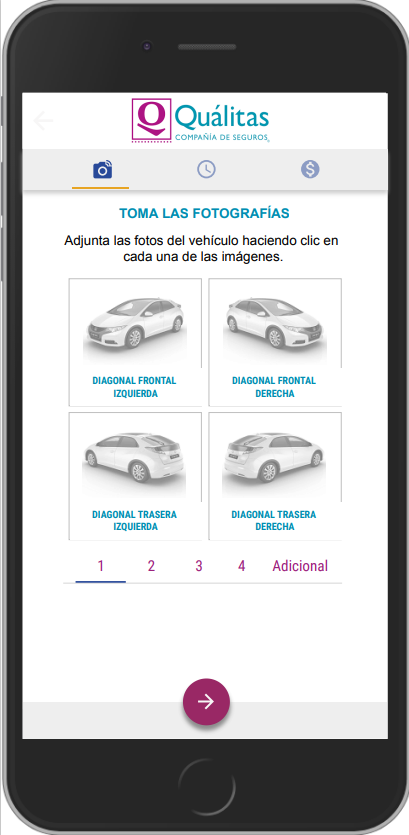 Q
Quálitas
COMPAÑÍA DE SEGUROS®
$
TOMA LAS FOTOGRAFÍAS
Adjunta las fotos del vehículo haciendo clic en
cada una de las imágenes.
DIAGONAL FRONTAL
IZQUIERDA
DIAGONAL FRONTAL
DERECHA
DIAGONAL TRASERA
IZQUIERDA
DIAGONAL TRASERA
DERECHA
1 2 3 4 Adicional